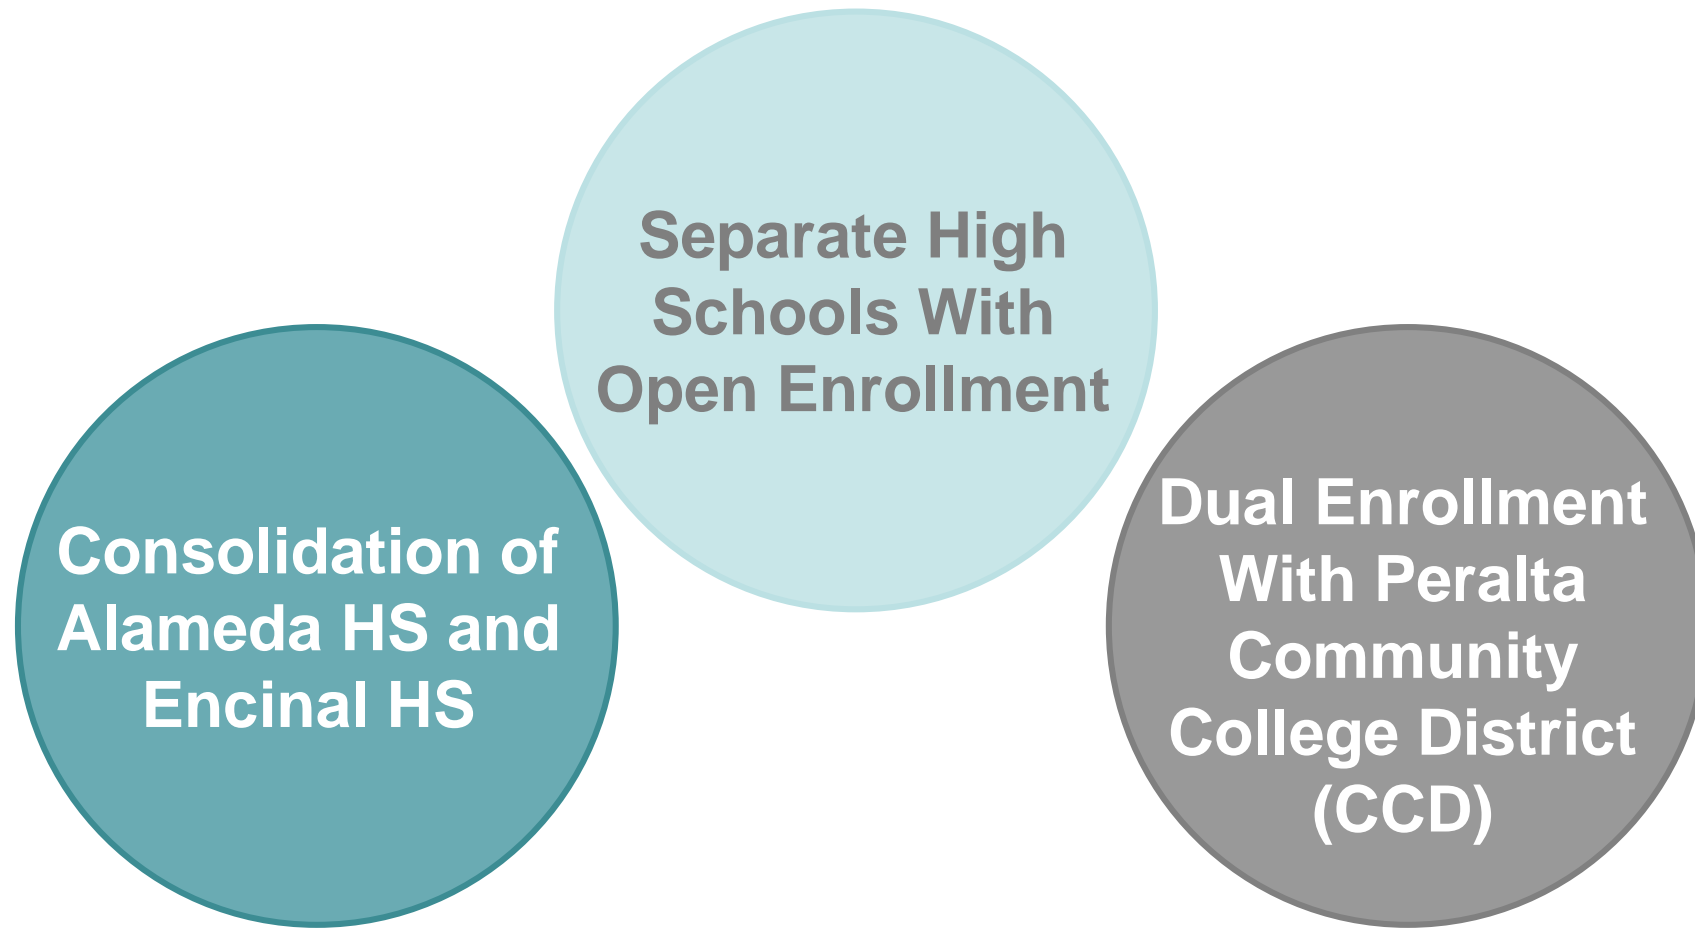 Consolidation of
Alameda HS and
Encinal HS
Separate High
Schools With
Open Enrollment
Dual Enrollment
With Peralta
Community
College District
(CCD)